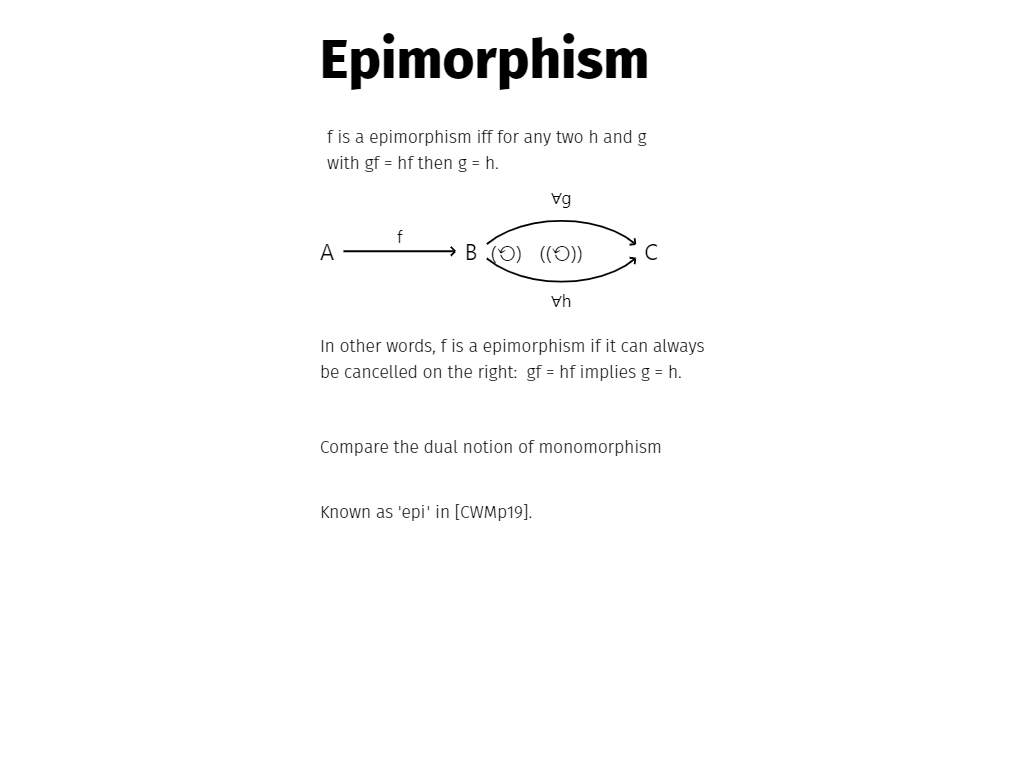 Epimorphism
f is a epimorphism iff for any two h and g
with gf = hf then g = h.
∀g
f
A B (↺) ((↺)) C
∀h
In other words, f is a epimorphism if it can always
be cancelled on the right:  gf = hf implies g = h.
Compare the dual notion of monomorphism
Known as 'epi' in [CWMp19].